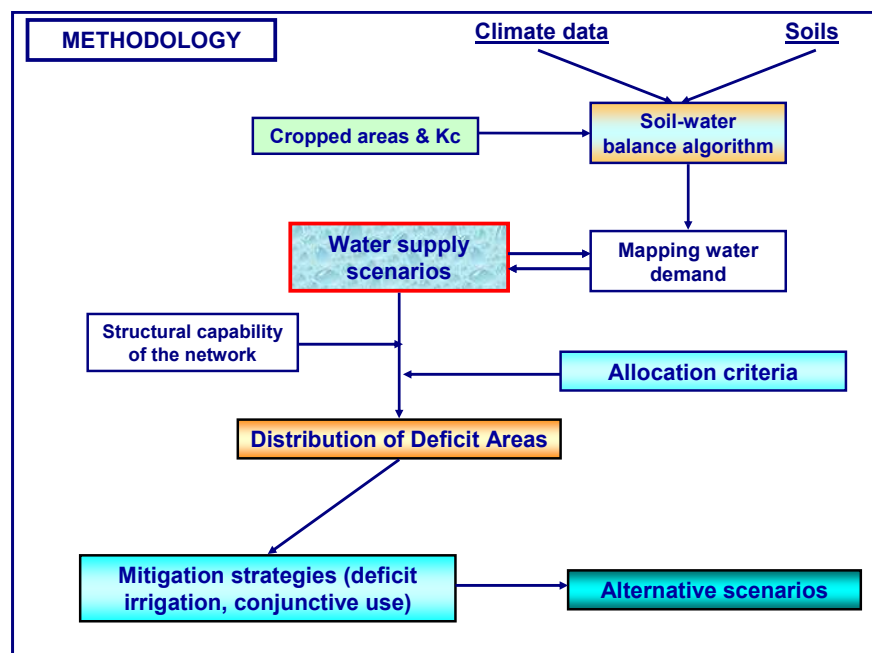 METHODOLOGY
Climate data
Soils
Cropped areas & Kc
Soil-water
balance algorithm
Water supply
scenarios
Mapping water
demand
Structural capability
of the network
Allocation criteria
Distribution of Deficit Areas
Mitigation strategies (deficit
irrigation, conjunctive use)
Alternative scenarios